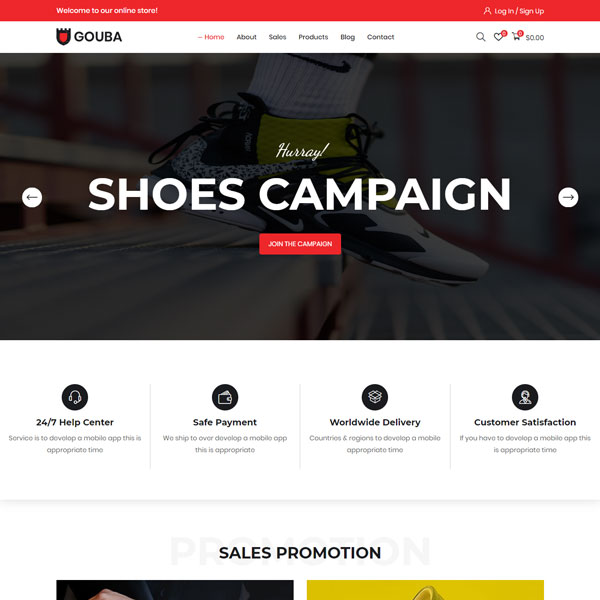 Welcome to our online store!
Log In / Sign Up
GOUBA
Home About Sales Products Blog Contact
0 0 $0.00
Hurray!
SHOES CAMPAIGN
JOIN THE CAMPAIGN
24/7 Help Center
Service is to develop a mobile app this is
appropriate time
Safe Payment
We ship to over develop a mobile app
this is appropriate
Worldwide Delivery
Countries & regions to develop a mobile
appropriate time
Customer Satisfaction
If you have to develop a mobile app this
is appropriate time
PROMOTION
SALES PROMOTION